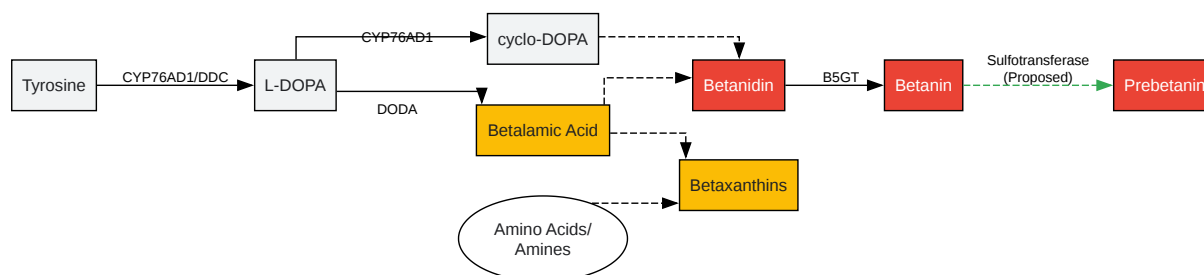 CYP76AD1
cyclo-DOPA
Tyrosine
CYP76AD1/DDC
L-DOPA
DODA
Betalamic Acid
Betanidin
B5GT
Betanin
Sulfotransferase
(Proposed)
Prebetanin
Betaxanthins
Amino Acids/
Amines